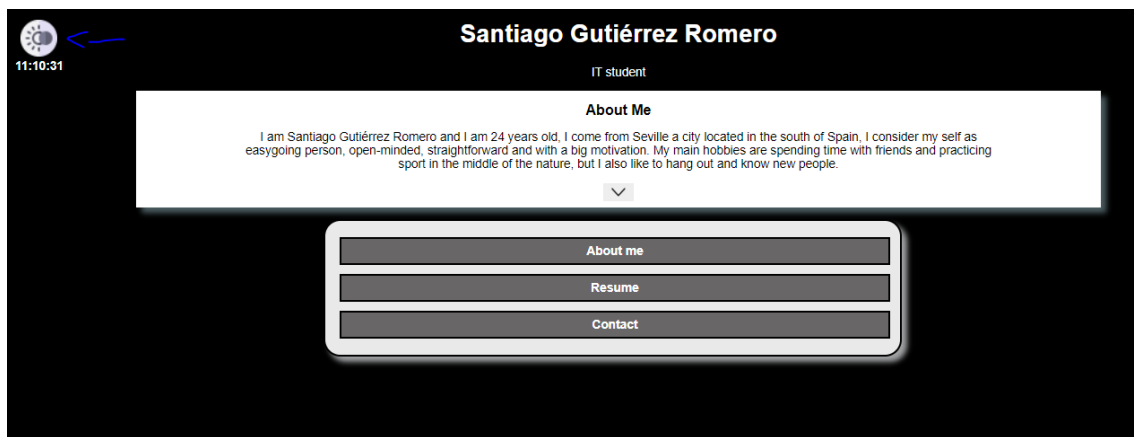 Santiago Gutiérrez Romero
11:10:31
IT student
About Me
I am Santiago Gutiérrez Romero and I am 24 years old, I come from Seville a city located in the south of Spain, I consider my self as
easygoing person, open-minded, straightforward and with a big motivation. My main hobbies are spending time with friends and practicing
sport in the middle of the nature, but I also like to hang out and know new people.
About me
Resume
Contact